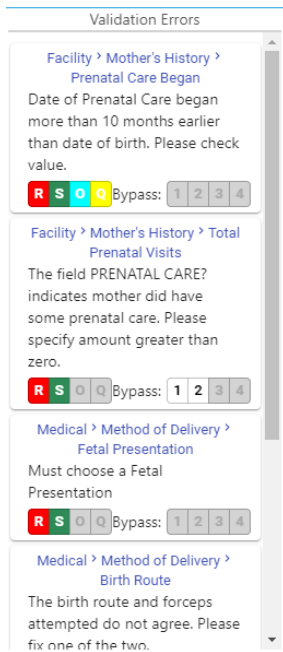 Validation Errors
Facility > Mother's History >
Prenatal Care Began
Date of Prenatal Care began
more than 10 months earlier
than date of birth. Please check
value.
R S O Q Bypass: 1 2 3 4
Facility > Mother's History > Total
Prenatal Visits
The field PRENATAL CARE?
indicates mother did have
some prenatal care. Please
specify amount greater than
zero.
R S O Q Bypass: 1 2 3 4
Medical > Method of Delivery >
Fetal Presentation
Must choose a Fetal
Presentation
R S O Q Bypass: 1 2 3 4
Medical > Method of Delivery >
Birth Route
The birth route and forceps
attempted do not agree. Please
fix one of the two.